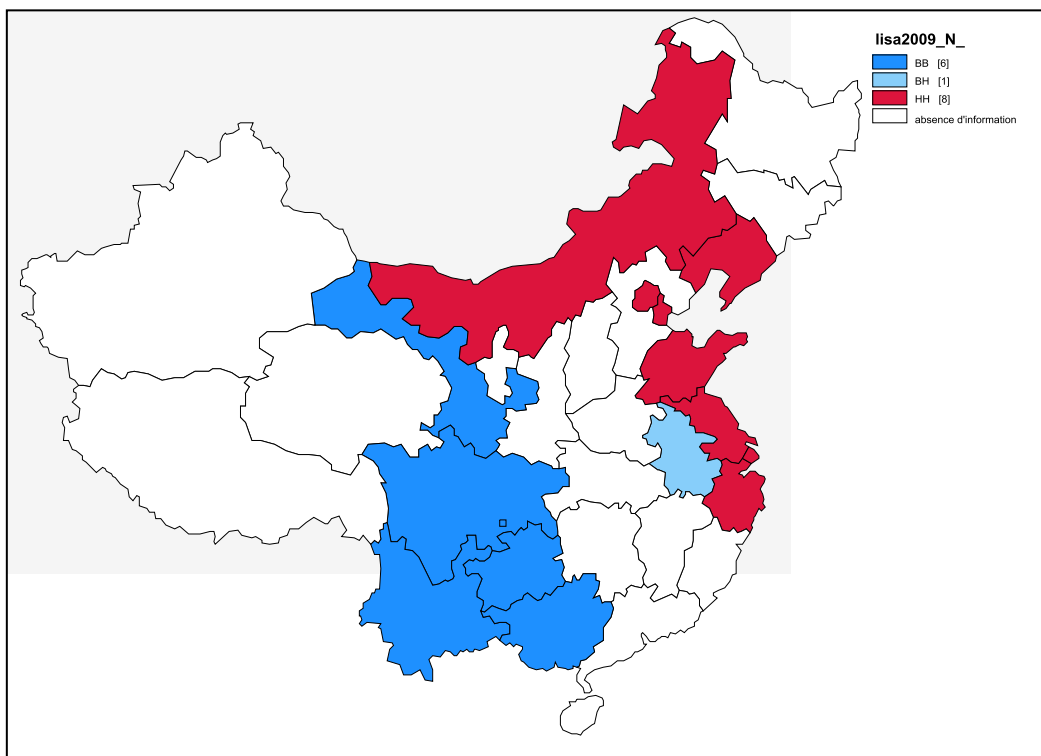 lisa2009_N_
BB [6]
BH [1]
HH [8]
absence d'information